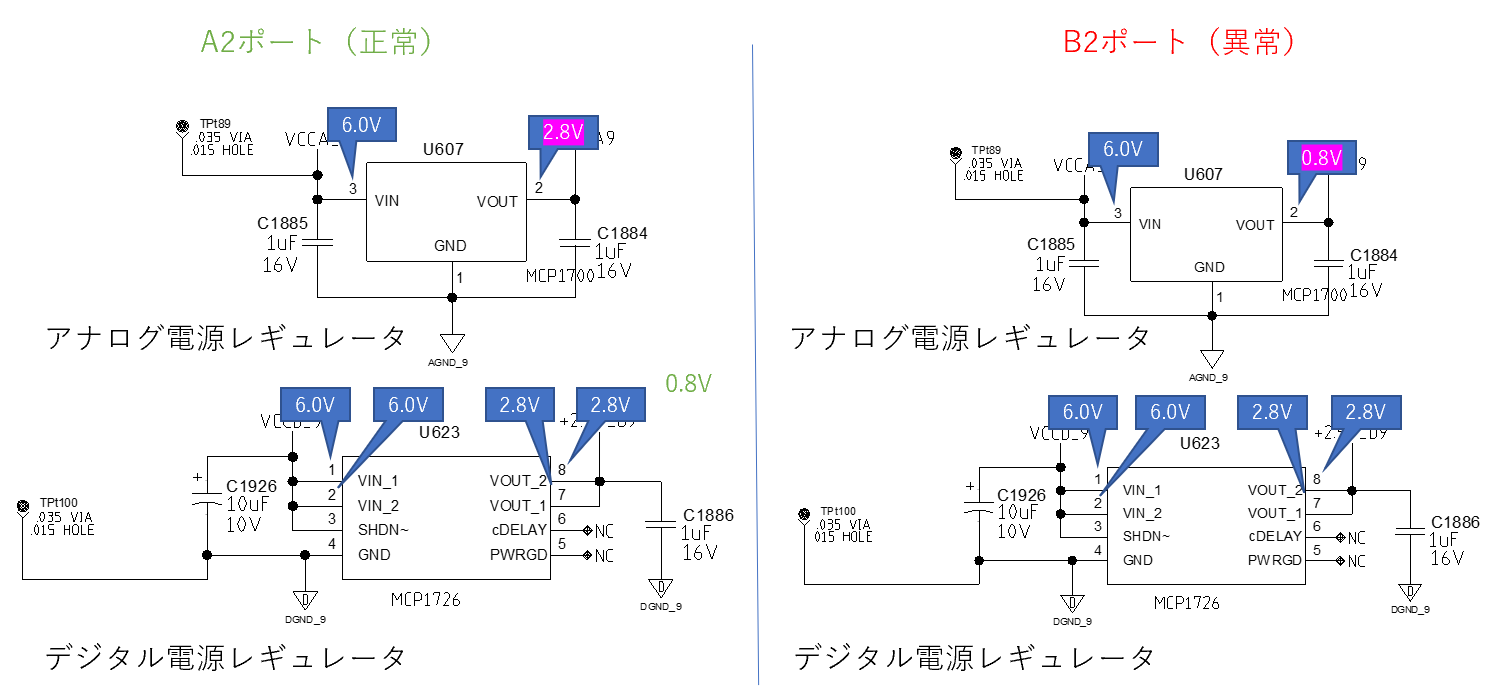 A2ポート（正常）
TPt89
.035 VIA
.015 HOLE
VCCA_
6.0V
2.8V
A9
U607
3
VIN
VOUT
2
GND
1
C1885
1uF
16V
C1884
1uF
16V
MCP1700
AGND_9
アナログ電源レギュレータ
0.8V
6.0V
6.0V
2.8V
2.8V
VCCD_9
U623
+2. _D9
1
VIN_1
2
VIN_2
3
SHDN~
4
GND
VOUT_2
8
VOUT_1
7
cDELAY
6
NC
PWRGD
5
NC
+
C1926
10uF
10V
TPt100
.035 VIA
.015 HOLE
C1886
1uF
16V
MCP1726
D
DGND_9
D
DGND_9
デジタル電源レギュレータ
B2ポート（異常）
TPt89
.035 VIA
.015 HOLE
VCCA_
6.0V
0.8V
9
U607
3
VIN
VOUT
2
GND
1
C1885
1uF
16V
C1884
1uF
16V
MCP1700
AGND_9
アナログ電源レギュレータ
6.0V
6.0V
2.8V
2.8V
VCCD_9
U623
+2. _D9
1
VIN_1
2
VIN_2
3
SHDN~
4
GND
VOUT_2
8
VOUT_1
7
cDELAY
6
NC
PWRGD
5
NC
+
C1926
10uF
10V
TPt100
.035 VIA
015 HOLE
C1886
1uF
16V
MCP1726
D
DGND_9
D
DGND_9
デジタル電源レギュレータ